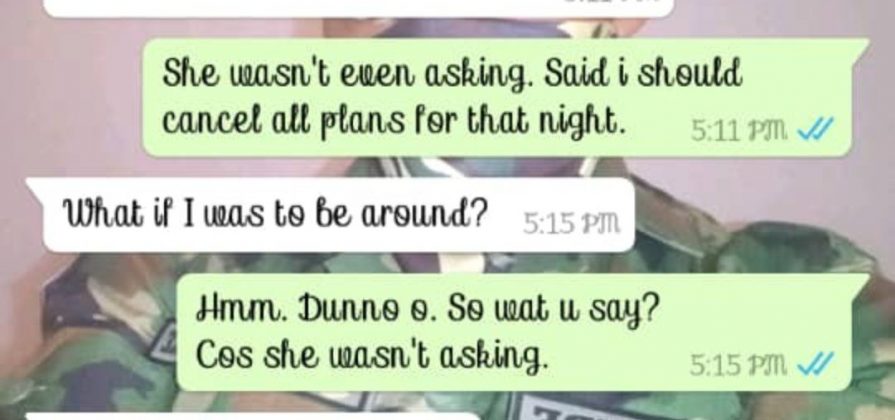 She wasn't even asking. Said i should
cancel all plans for that night. 5:11 PM
What if I was to be around? 5:15 PM
Hmm. Dunno o. So wat u say?
Cos she wasn't asking. 5:15 PM